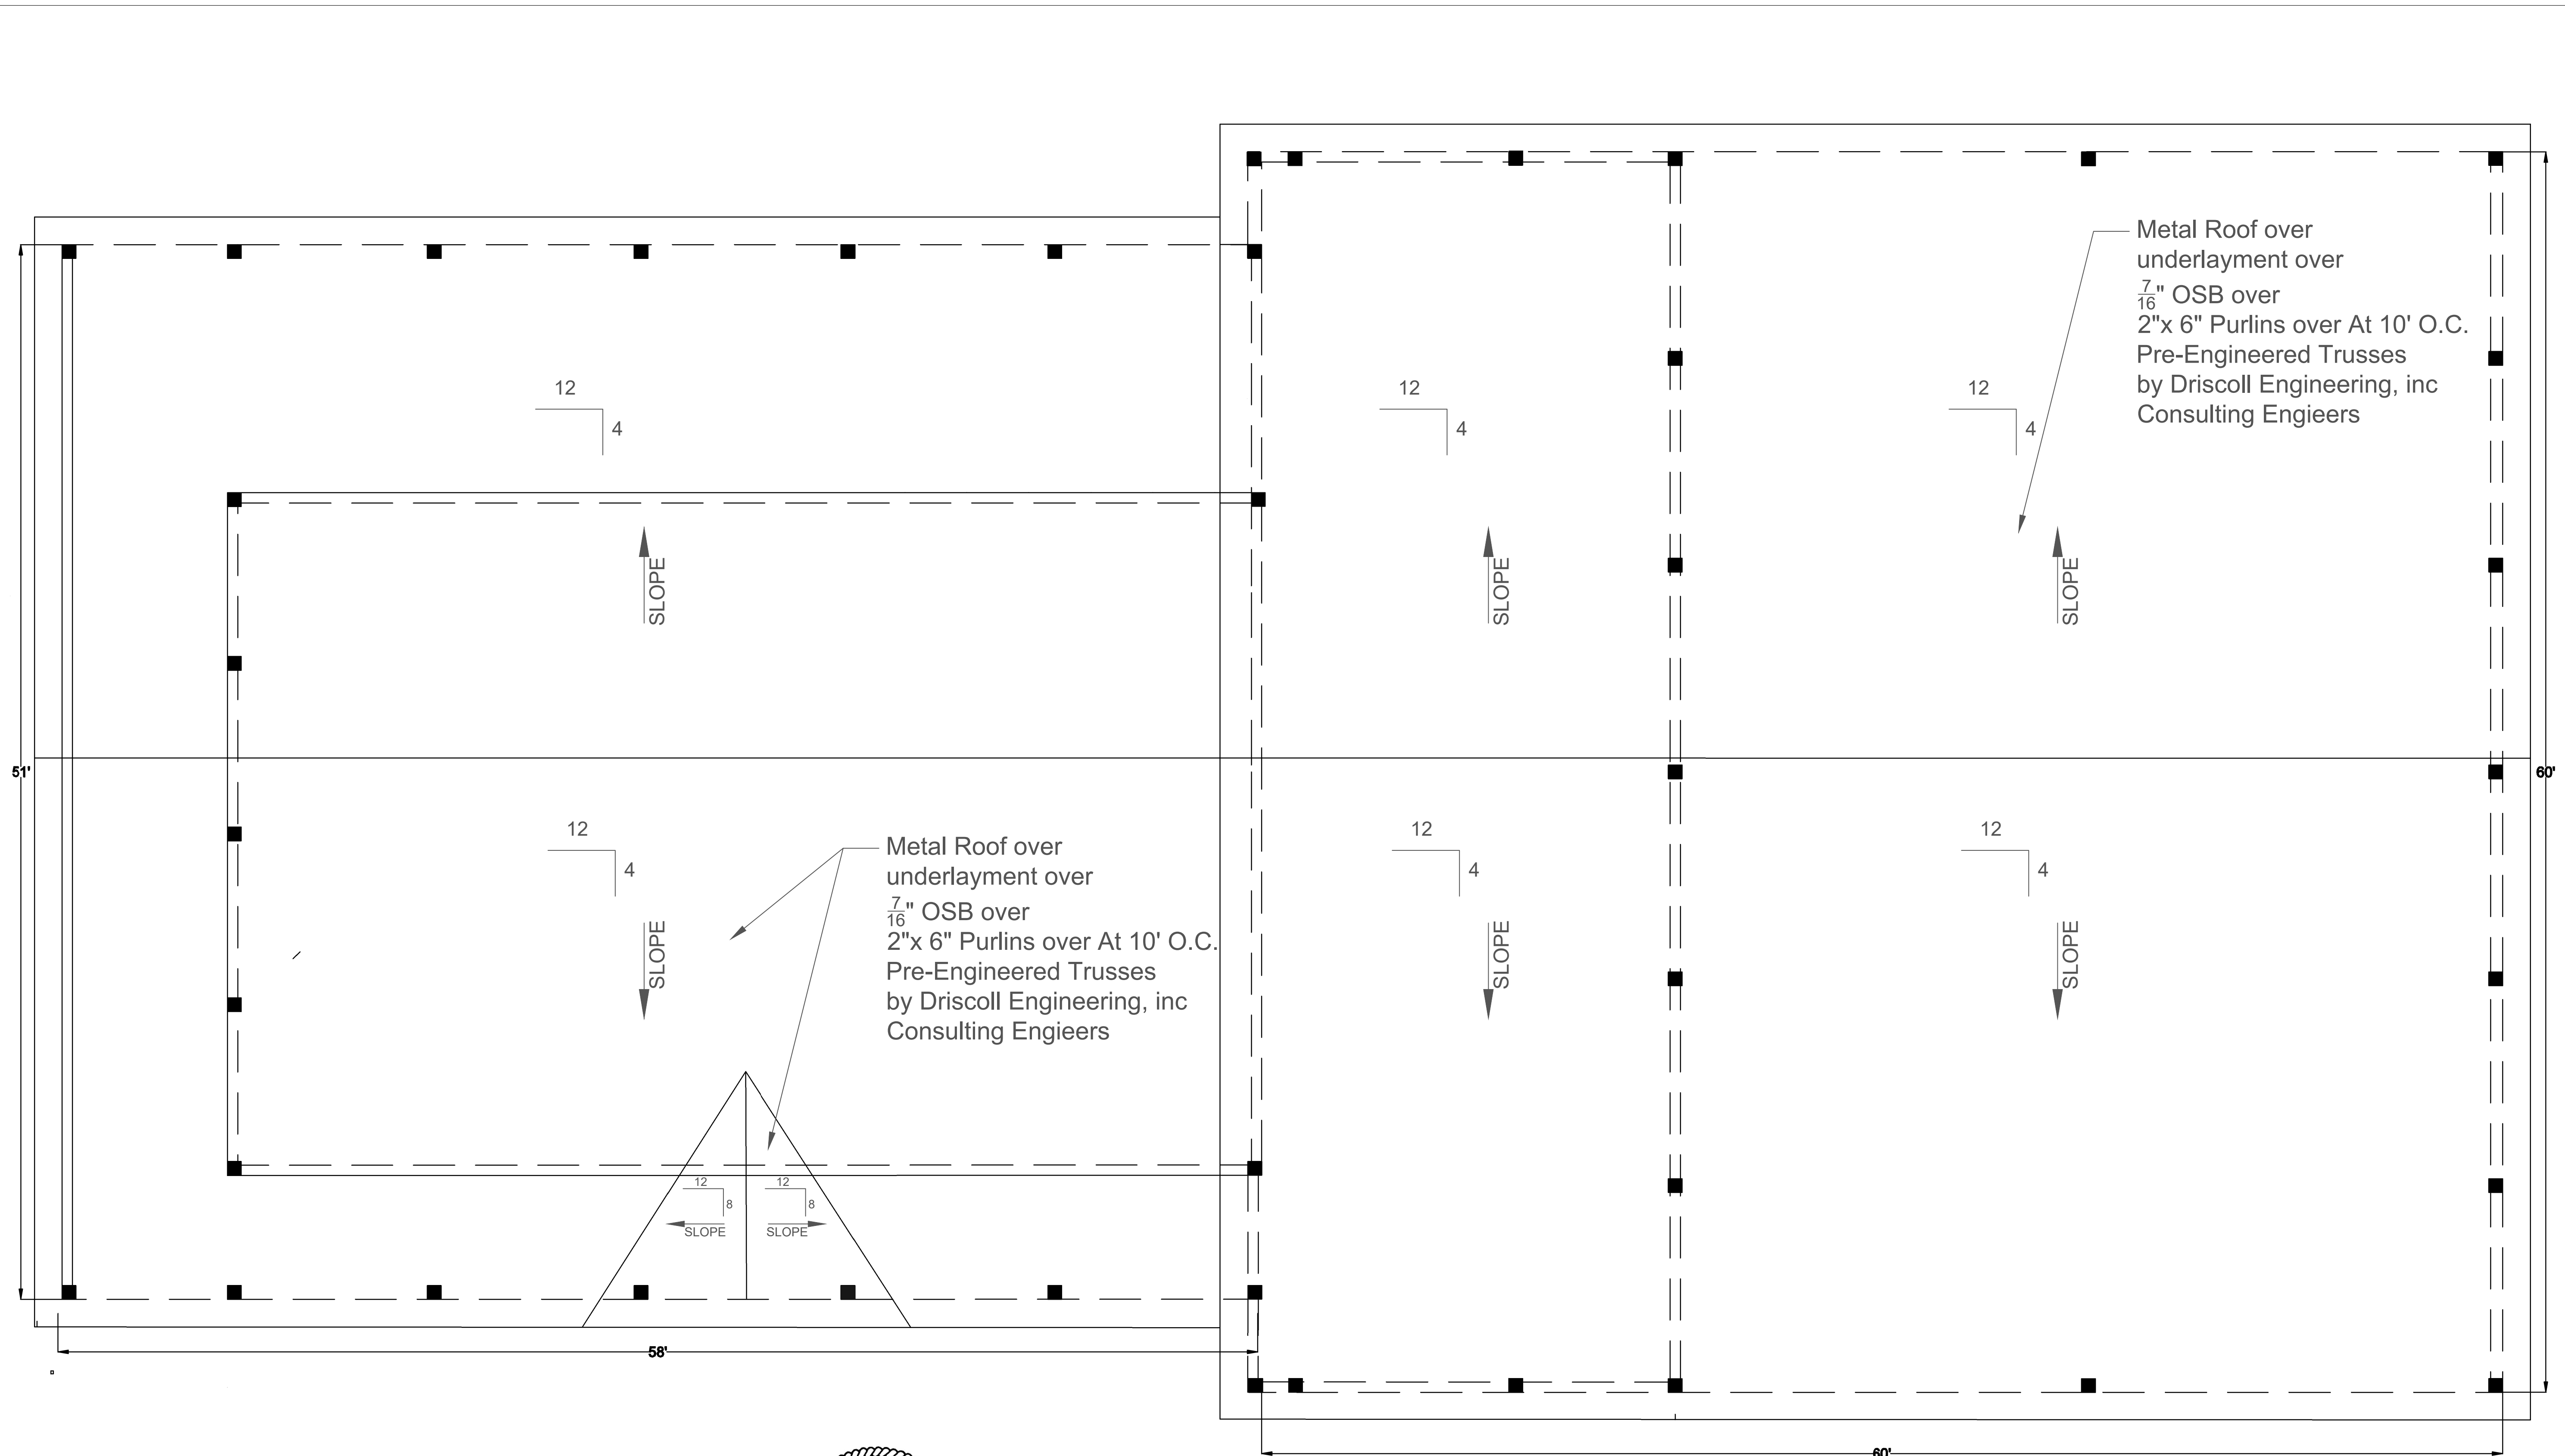 Metal Roof over
underlayment over
7/16" OSB over
2"x 6" Purlins over At 10' O.C.
Pre-Engineered Trusses
by Driscoll Engineering, inc
Consulting Engieers
12
4
12
4
12
4
SLOPE
SLOPE
SLOPE
51'
60'
12
4
12
4
12
4
Metal Roof over
underlayment over
7/16" OSB over
2"x 6" Purlins over At 10' O.C.
Pre-Engineered Trusses
by Driscoll Engineering, inc
Consulting Engieers
SLOPE
SLOPE
SLOPE
12
8
12
8
SLOPE
SLOPE
58'
60'